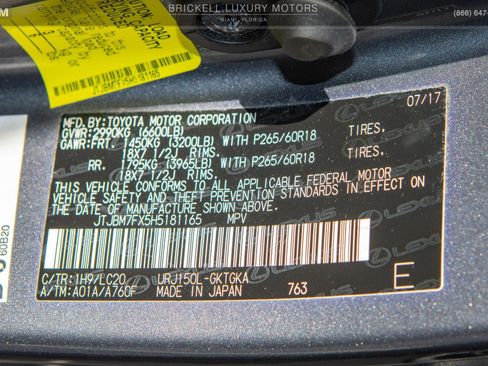 BRICKELL LUXURY MOTORS
MIAMI, FLORIDA
(866) 647-
JTJBM7FX5H5181165
07/17
MFD.BY:TOYOTA MOTOR CORPORATION
GVWR:2990KG (6600LB)
GAWR:FRT. 1450KG (3200LB) WITH P265/60R18 TIRES,
18X7 1/2J RIMS.
RR. 1795KG (3965LB) WITH P265/60R18 TIRES,
18X7 1/2J RIMS.
THIS VEHICLE CONFORMS TO ALL APPLICABLE FEDERAL MOTOR
VEHICLE SAFETY AND THEFT PREVENTION STANDARDS IN EFFECT ON
THE DATE OF MANUFACTURE SHOWN ABOVE.
JTJBM7FX5H5181165 MPV
C/TR:1H9/LC20 URJ150L-GKTGKA
A/TM:A01A/A760F MADE IN JAPAN 763
E
60B20